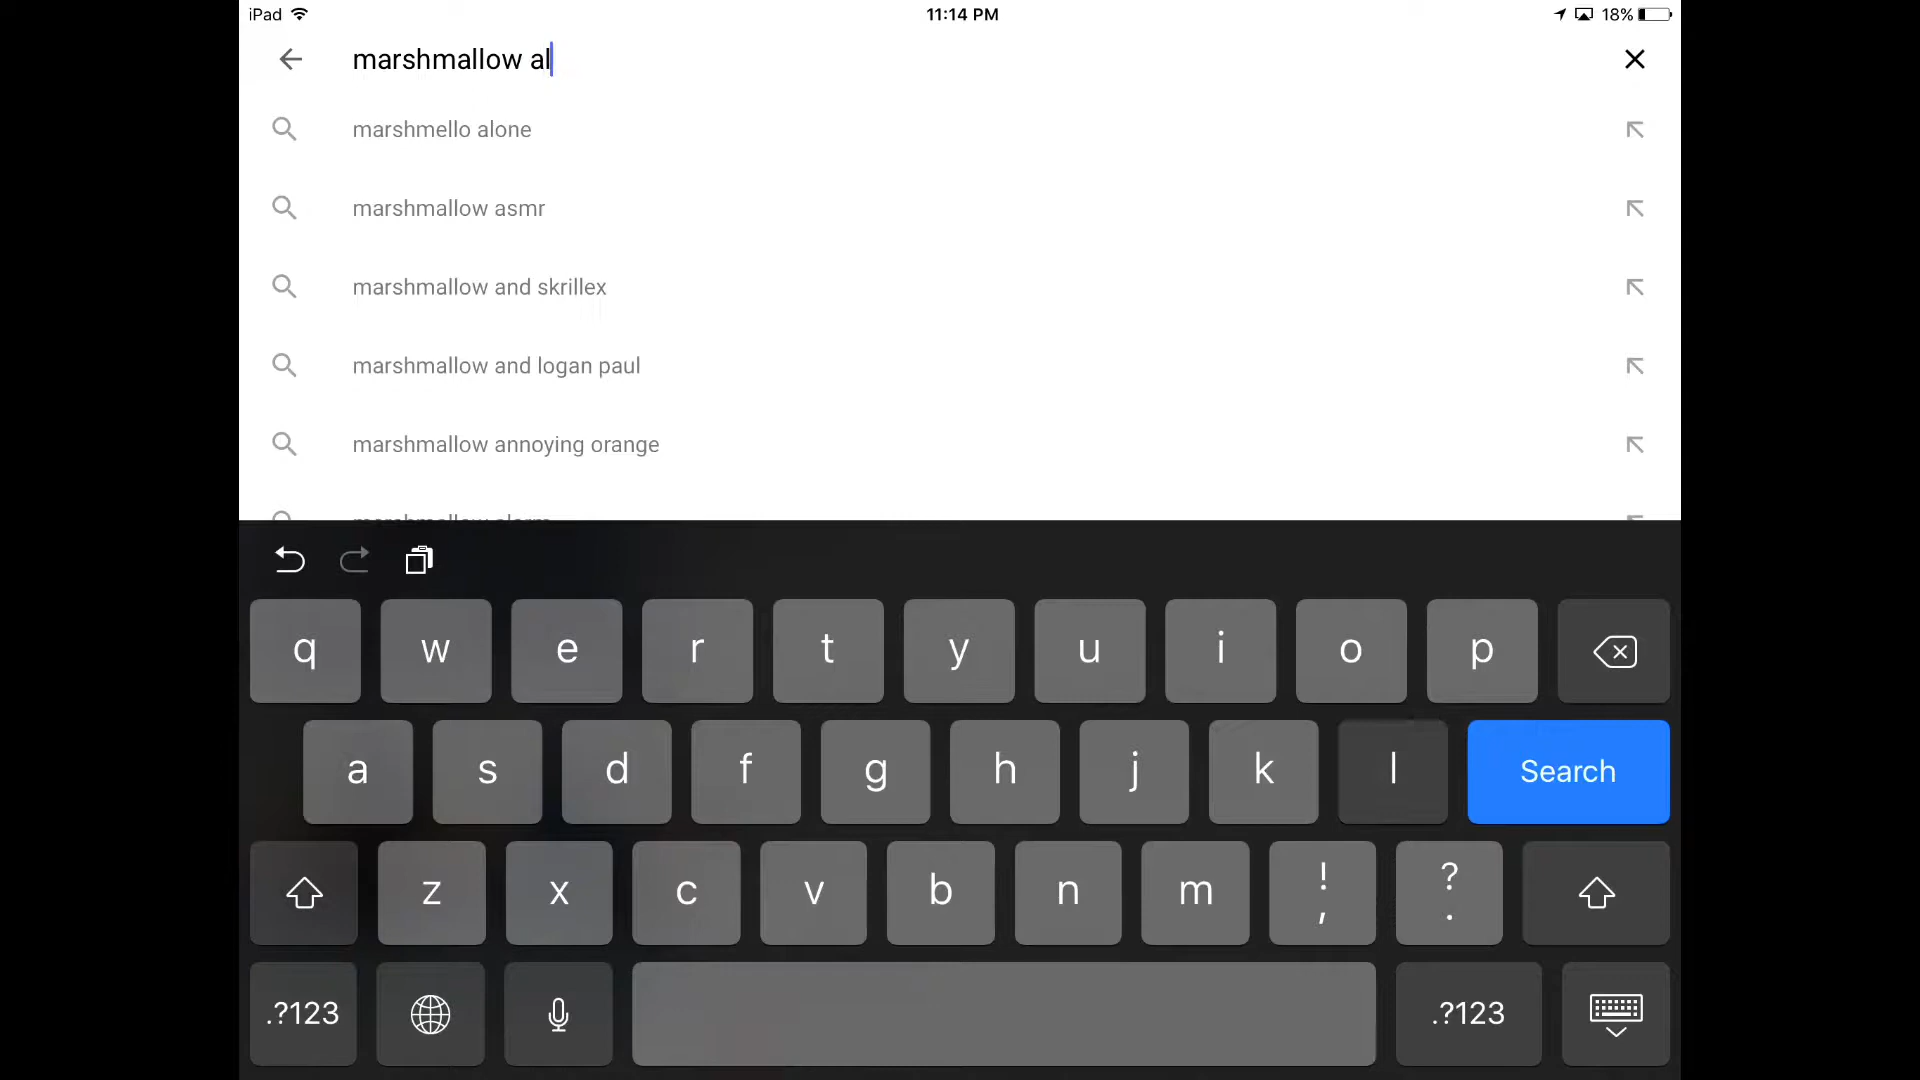 iPad 11:14 PM 18%
marshmallow al
marshmello alone
marshmallow asmr
marshmallow and skrillex
marshmallow and logan paul
marshmallow annoying orange
q w e r t y u i o p
a s d f g h j k l Search
z x c v b n m ! , ? .
.?123 .?123